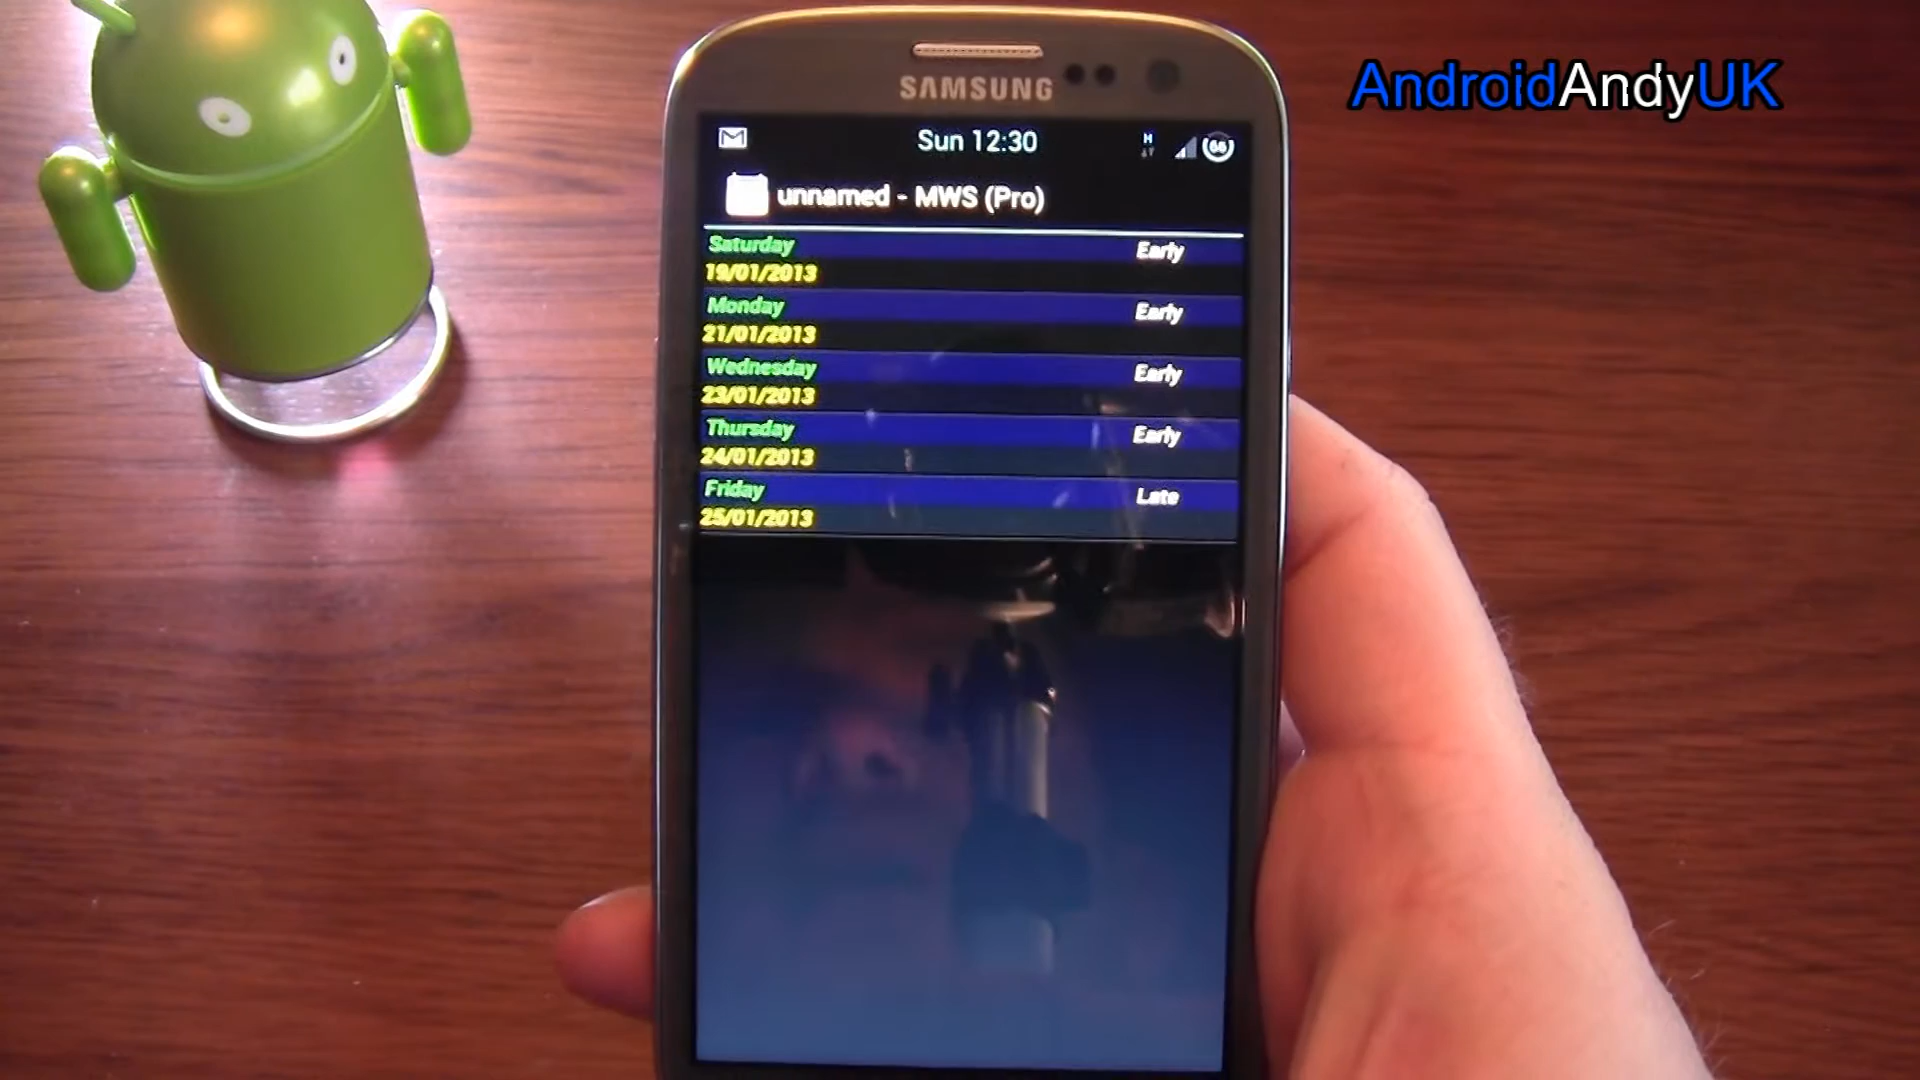 AndroidAndyUK
SAMSUNG
Sun 12:30
H
66
unnamed - MWS (Pro)
Saturday
Early
19/01/2013
Monday
Early
21/01/2013
Wednesday
Early
23/01/2013
Thursday
Early
24/01/2013
Friday
Late
25/01/2013